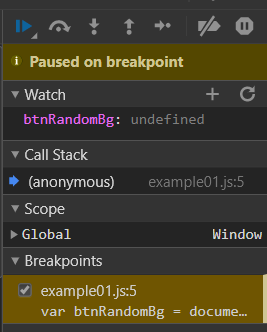 Paused on breakpoint
Watch
btnRandomBg: undefined
Call Stack
(anonymous) example01.js:5
Scope
Global Window
Breakpoints
example01.js:5
var btnRandomBg = docume…